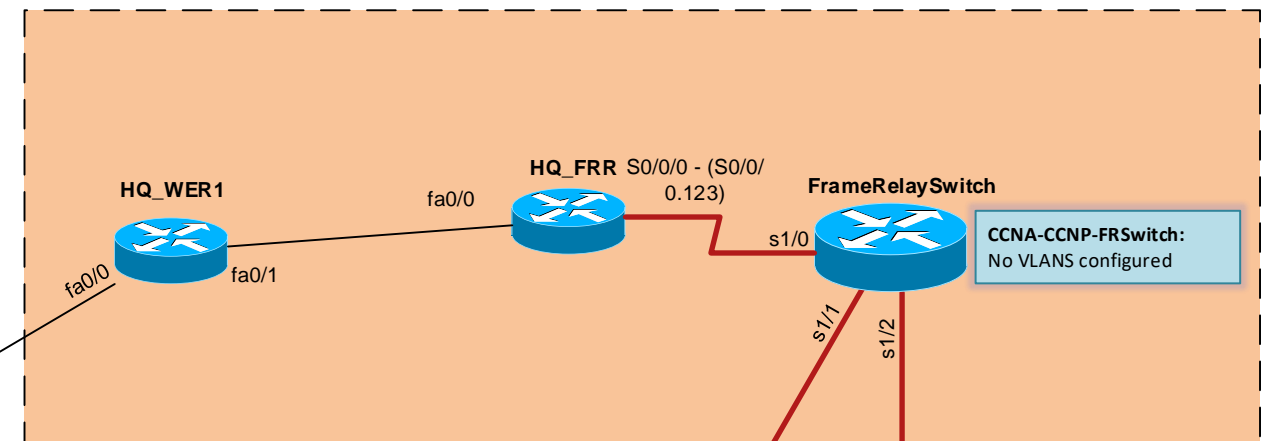 HQ_WER1
fa0/0
fa0/1
fa0/0
HQ_FRR
S0/0/0 - (S0/0/
0.123)
s1/0
FrameRelaySwitch
s1/1
s1/2
CCNA-CCNP-FRSwitch:
No VLANS configured